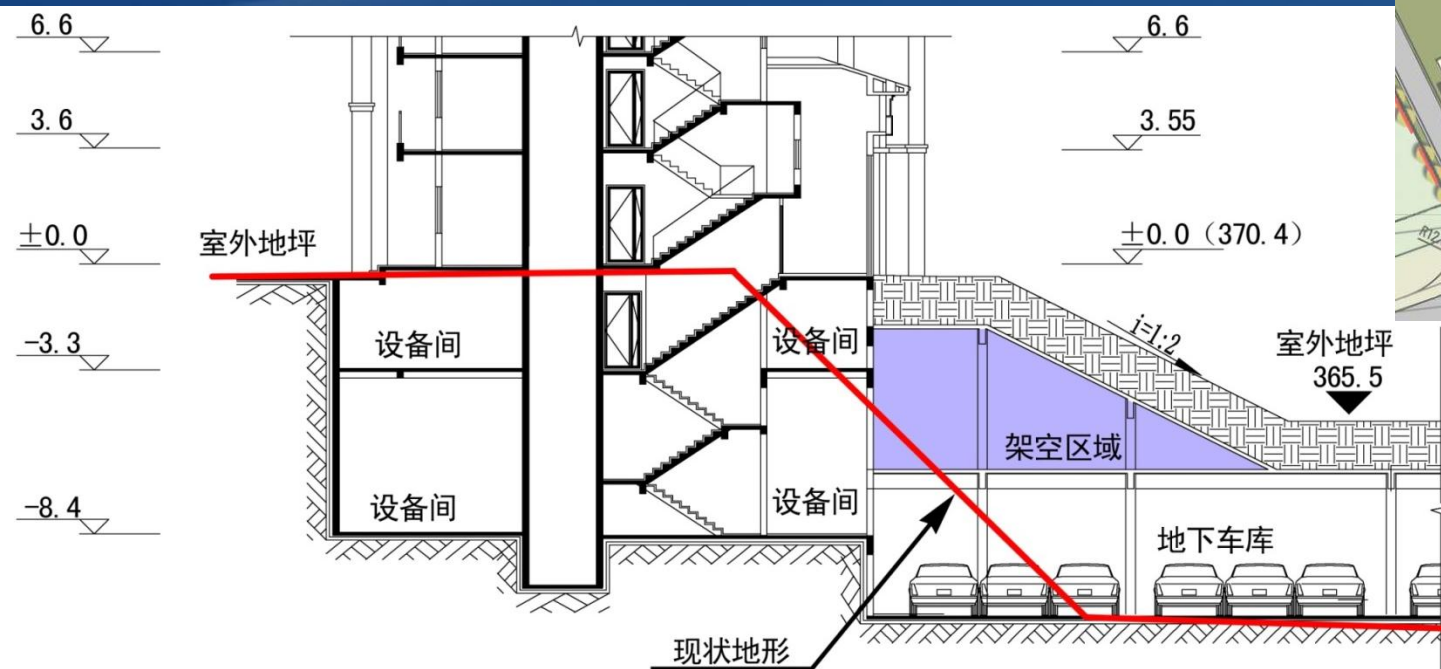 6.6
6.6
3.6
3.55
±0.0
室外地坪
±0.0（370.4）
-3.3
设备间
设备间
i=1:2
室外地坪
365.5
架空区域
-8.4
设备间
设备间
地下车库
现状地形